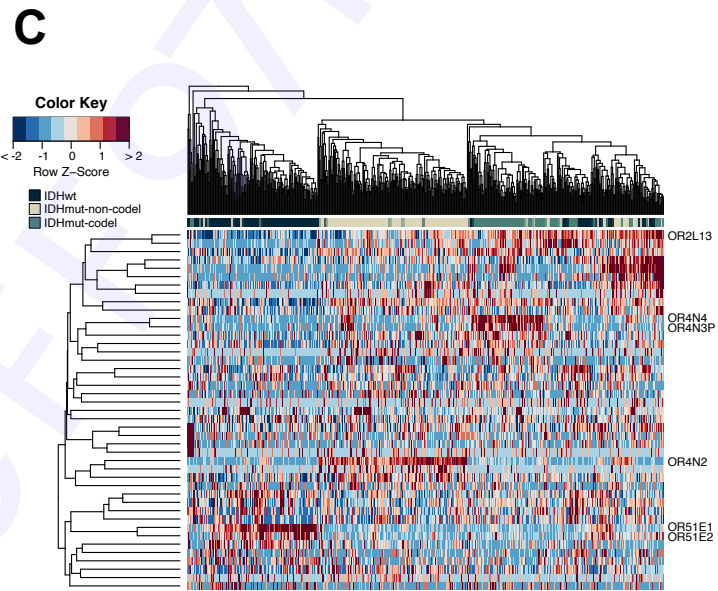 C
Color Key
< -2 -1 0 1 > 2
Row Z-Score
IDHwt
IDHmut-non-codel
IDHmut-codel
OR2L13
OR4N4
OR4N3P
OR4N2
OR51E1
OR51E2